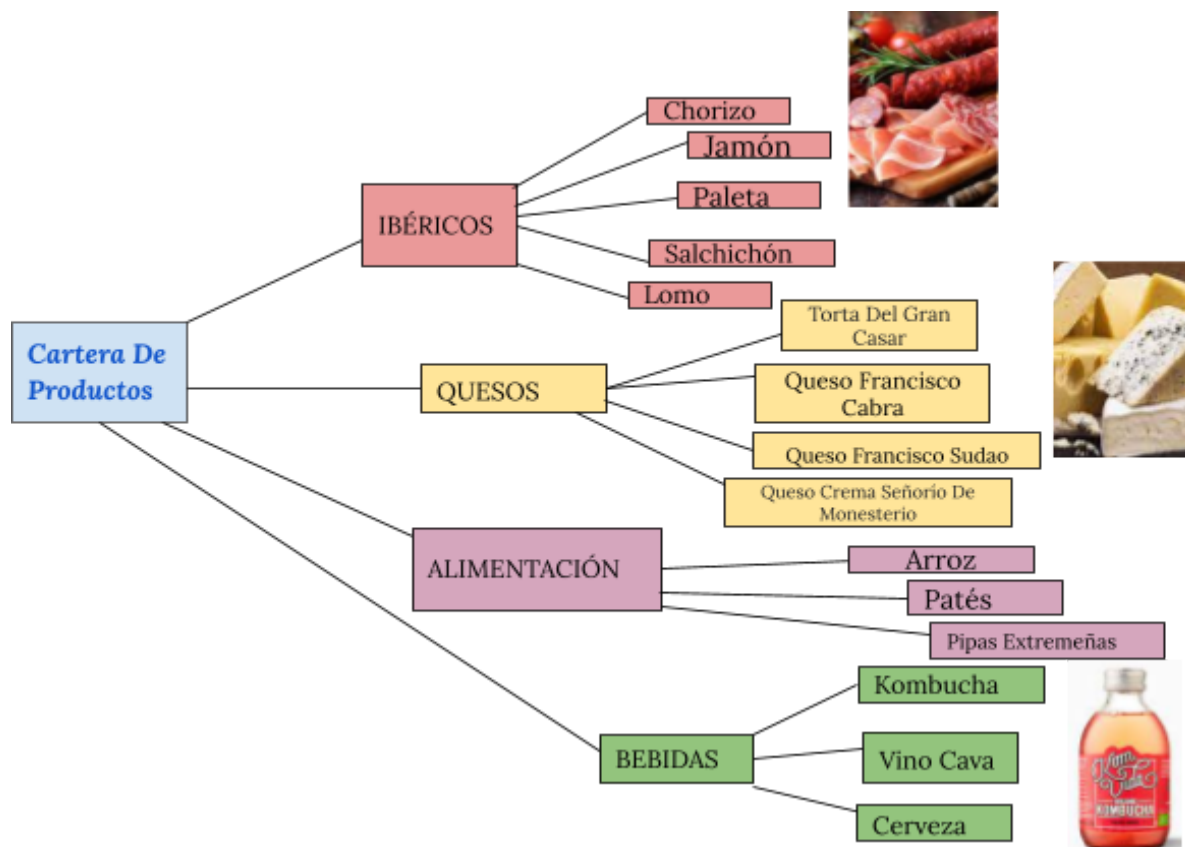 Chorizo
Jamón
Paleta
IBÉRICOS
Salchichón
Lomo
Cartera De
Productos
QUESOS
Torta Del Gran
Casar
Queso Francisco
Cabra
Queso Francisco Sudao
Queso Crema Señorío De
Monesterio
ALIMENTACIÓN
Arroz
Patés
Pipas Extremeñas
BEBIDAS
Kombucha
Vino Cava
Cerveza
KOMBUCHA